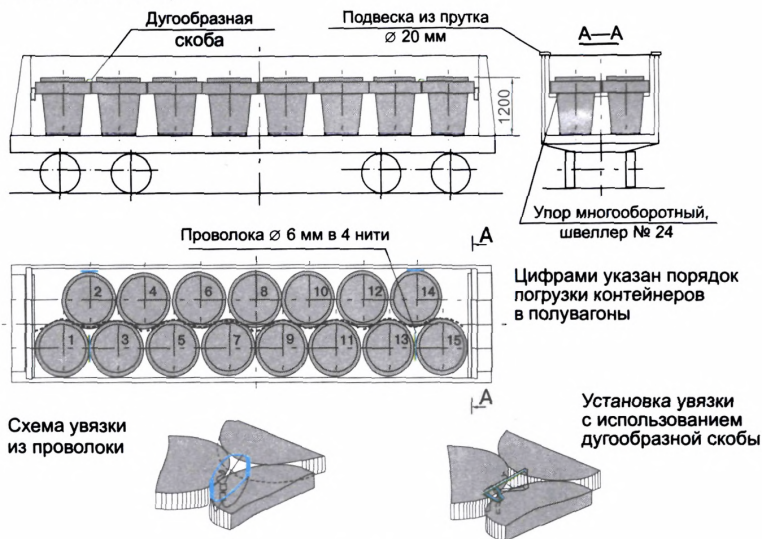 Дугообразная
скоба
Подвеска из прутка
∅ 20 мм
А—А
1200
Упор многооборотный,
швеллер № 24
Проволока ∅ 6 мм в 4 нити
А
2 4 6 8 10 12 14
1 3 5 7 9 11 13 15
А
Цифрами указан порядок
погрузки контейнеров
в полувагоны
Схема увязки
из проволоки
Установка увязки
с использованием
дугообразной скобы